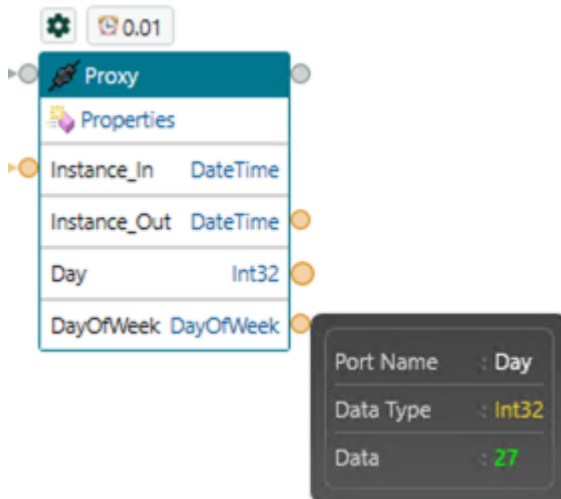 0.01
Proxy
Properties
Instance_In DateTime
Instance_Out DateTime
Day Int32
DayOfWeek DayOfWeek
Port Name : Day
Data Type : Int32
Data : 27